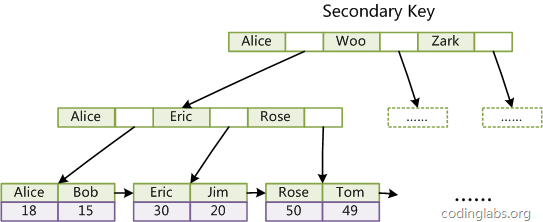 Secondary Key
Alice Woo Zark
Alice Eric Rose
...... ......
Alice Bob Eric Jim Rose Tom
18 15 30 20 50 49
......
codinglabs.org